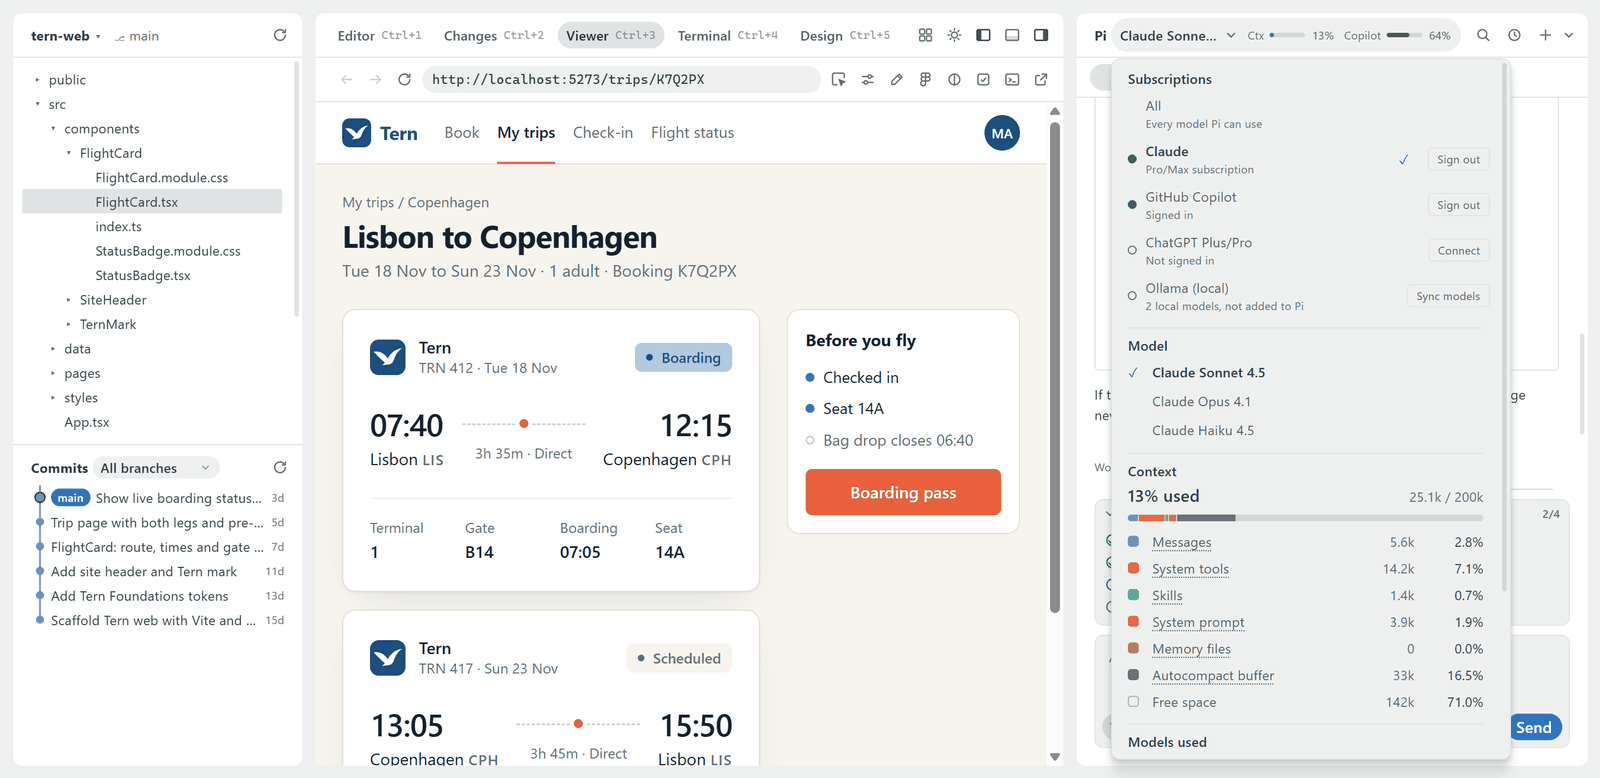 tern-web
main
public
src
components
FlightCard
FlightCard.module.css
FlightCard.tsx
index.ts
StatusBadge.module.css
StatusBadge.tsx
SiteHeader
TernMark
data
pages
styles
App.tsx
Commits All branches
main Show live boarding status... 3d
Trip page with both legs and pre-... 5d
FlightCard: route, times and gate ... 7d
Add site header and Tern mark 11d
Add Tern Foundations tokens 13d
Scaffold Tern web with Vite and ... 15d
Editor Ctrl+1 Changes Ctrl+2 Viewer Ctrl+3 Terminal Ctrl+4 Design Ctrl+5
http://localhost:5273/trips/K7Q2PX
Tern Book My trips Check-in Flight status MA
My trips / Copenhagen
Lisbon to Copenhagen
Tue 18 Nov to Sun 23 Nov · 1 adult · Booking K7Q2PX
Tern
TRN 412 · Tue 18 Nov
Boarding
07:40 12:15
3h 35m · Direct
Lisbon LIS Copenhagen CPH
Terminal Gate Boarding Seat
1 B14 07:05 14A
Before you fly
Checked in
Seat 14A
Bag drop closes 06:40
Boarding pass
Tern
TRN 417 · Sun 23 Nov
Scheduled
13:05 15:50
3h 45m · Direct
Copenhagen CPH Lisbon LIS
Pi Claude Sonne... Ctx 13% Copilot 64%
Subscriptions
All
Every model Pi can use
Claude
Pro/Max subscription
Sign out
GitHub Copilot
Signed in
Sign out
ChatGPT Plus/Pro
Not signed in
Connect
Ollama (local)
2 local models, not added to Pi
Sync models
Model
Claude Sonnet 4.5
Claude Opus 4.1
Claude Haiku 4.5
Context
13% used 25.1k / 200k
Messages 5.6k 2.8%
System tools 14.2k 7.1%
Skills 1.4k 0.7%
System prompt 3.9k 1.9%
Memory files 0 0.0%
Autocompact buffer 33k 16.5%
Free space 142k 71.0%
Models used
2/4
Send